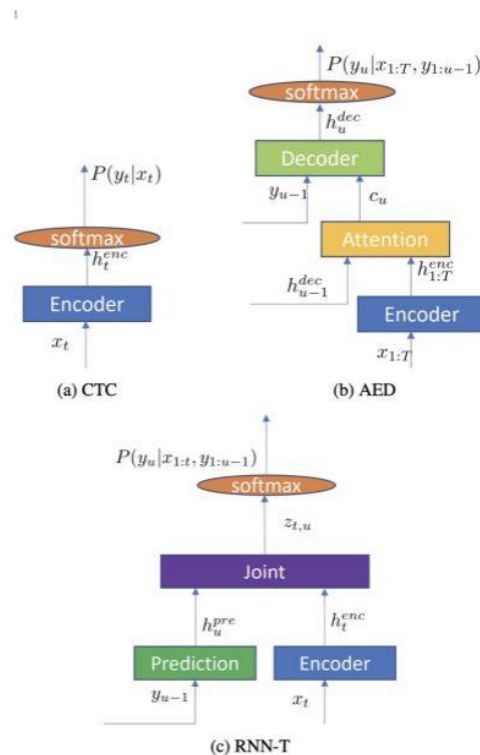 P(y_t|x_t)
softmax
h_t^{enc}
Encoder
x_t
(a) CTC
P(y_u|x_{1:T}, y_{1:u-1})
softmax
h_u^{dec}
Decoder
y_{u-1}
c_u
Attention
h_{u-1}^{dec}
h_{1:T}^{enc}
Encoder
x_{1:T}
(b) AED
P(y_u|x_{1:t}, y_{1:u-1})
softmax
z_{t,u}
Joint
h_u^{pre}
h_t^{enc}
Prediction
Encoder
y_{u-1}
x_t
(c) RNN-T